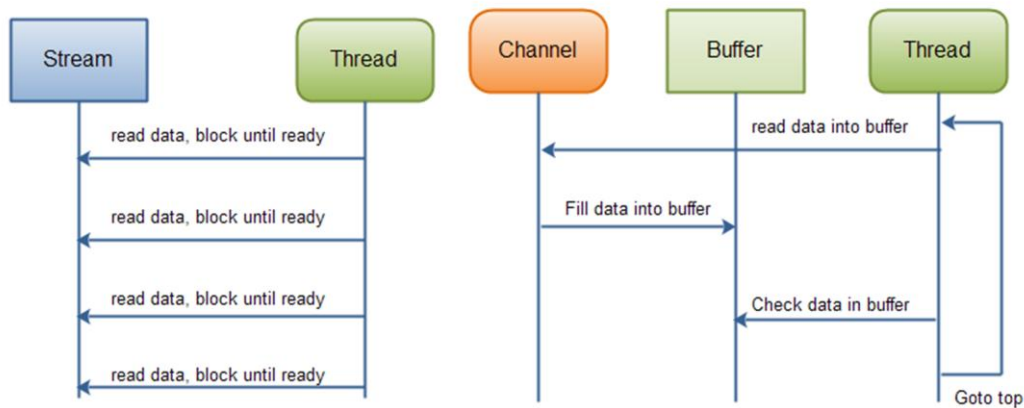 Stream
Thread
read data, block until ready
read data, block until ready
read data, block until ready
read data, block until ready
Channel
Buffer
Thread
read data into buffer
Fill data into buffer
Check data in buffer
Goto top